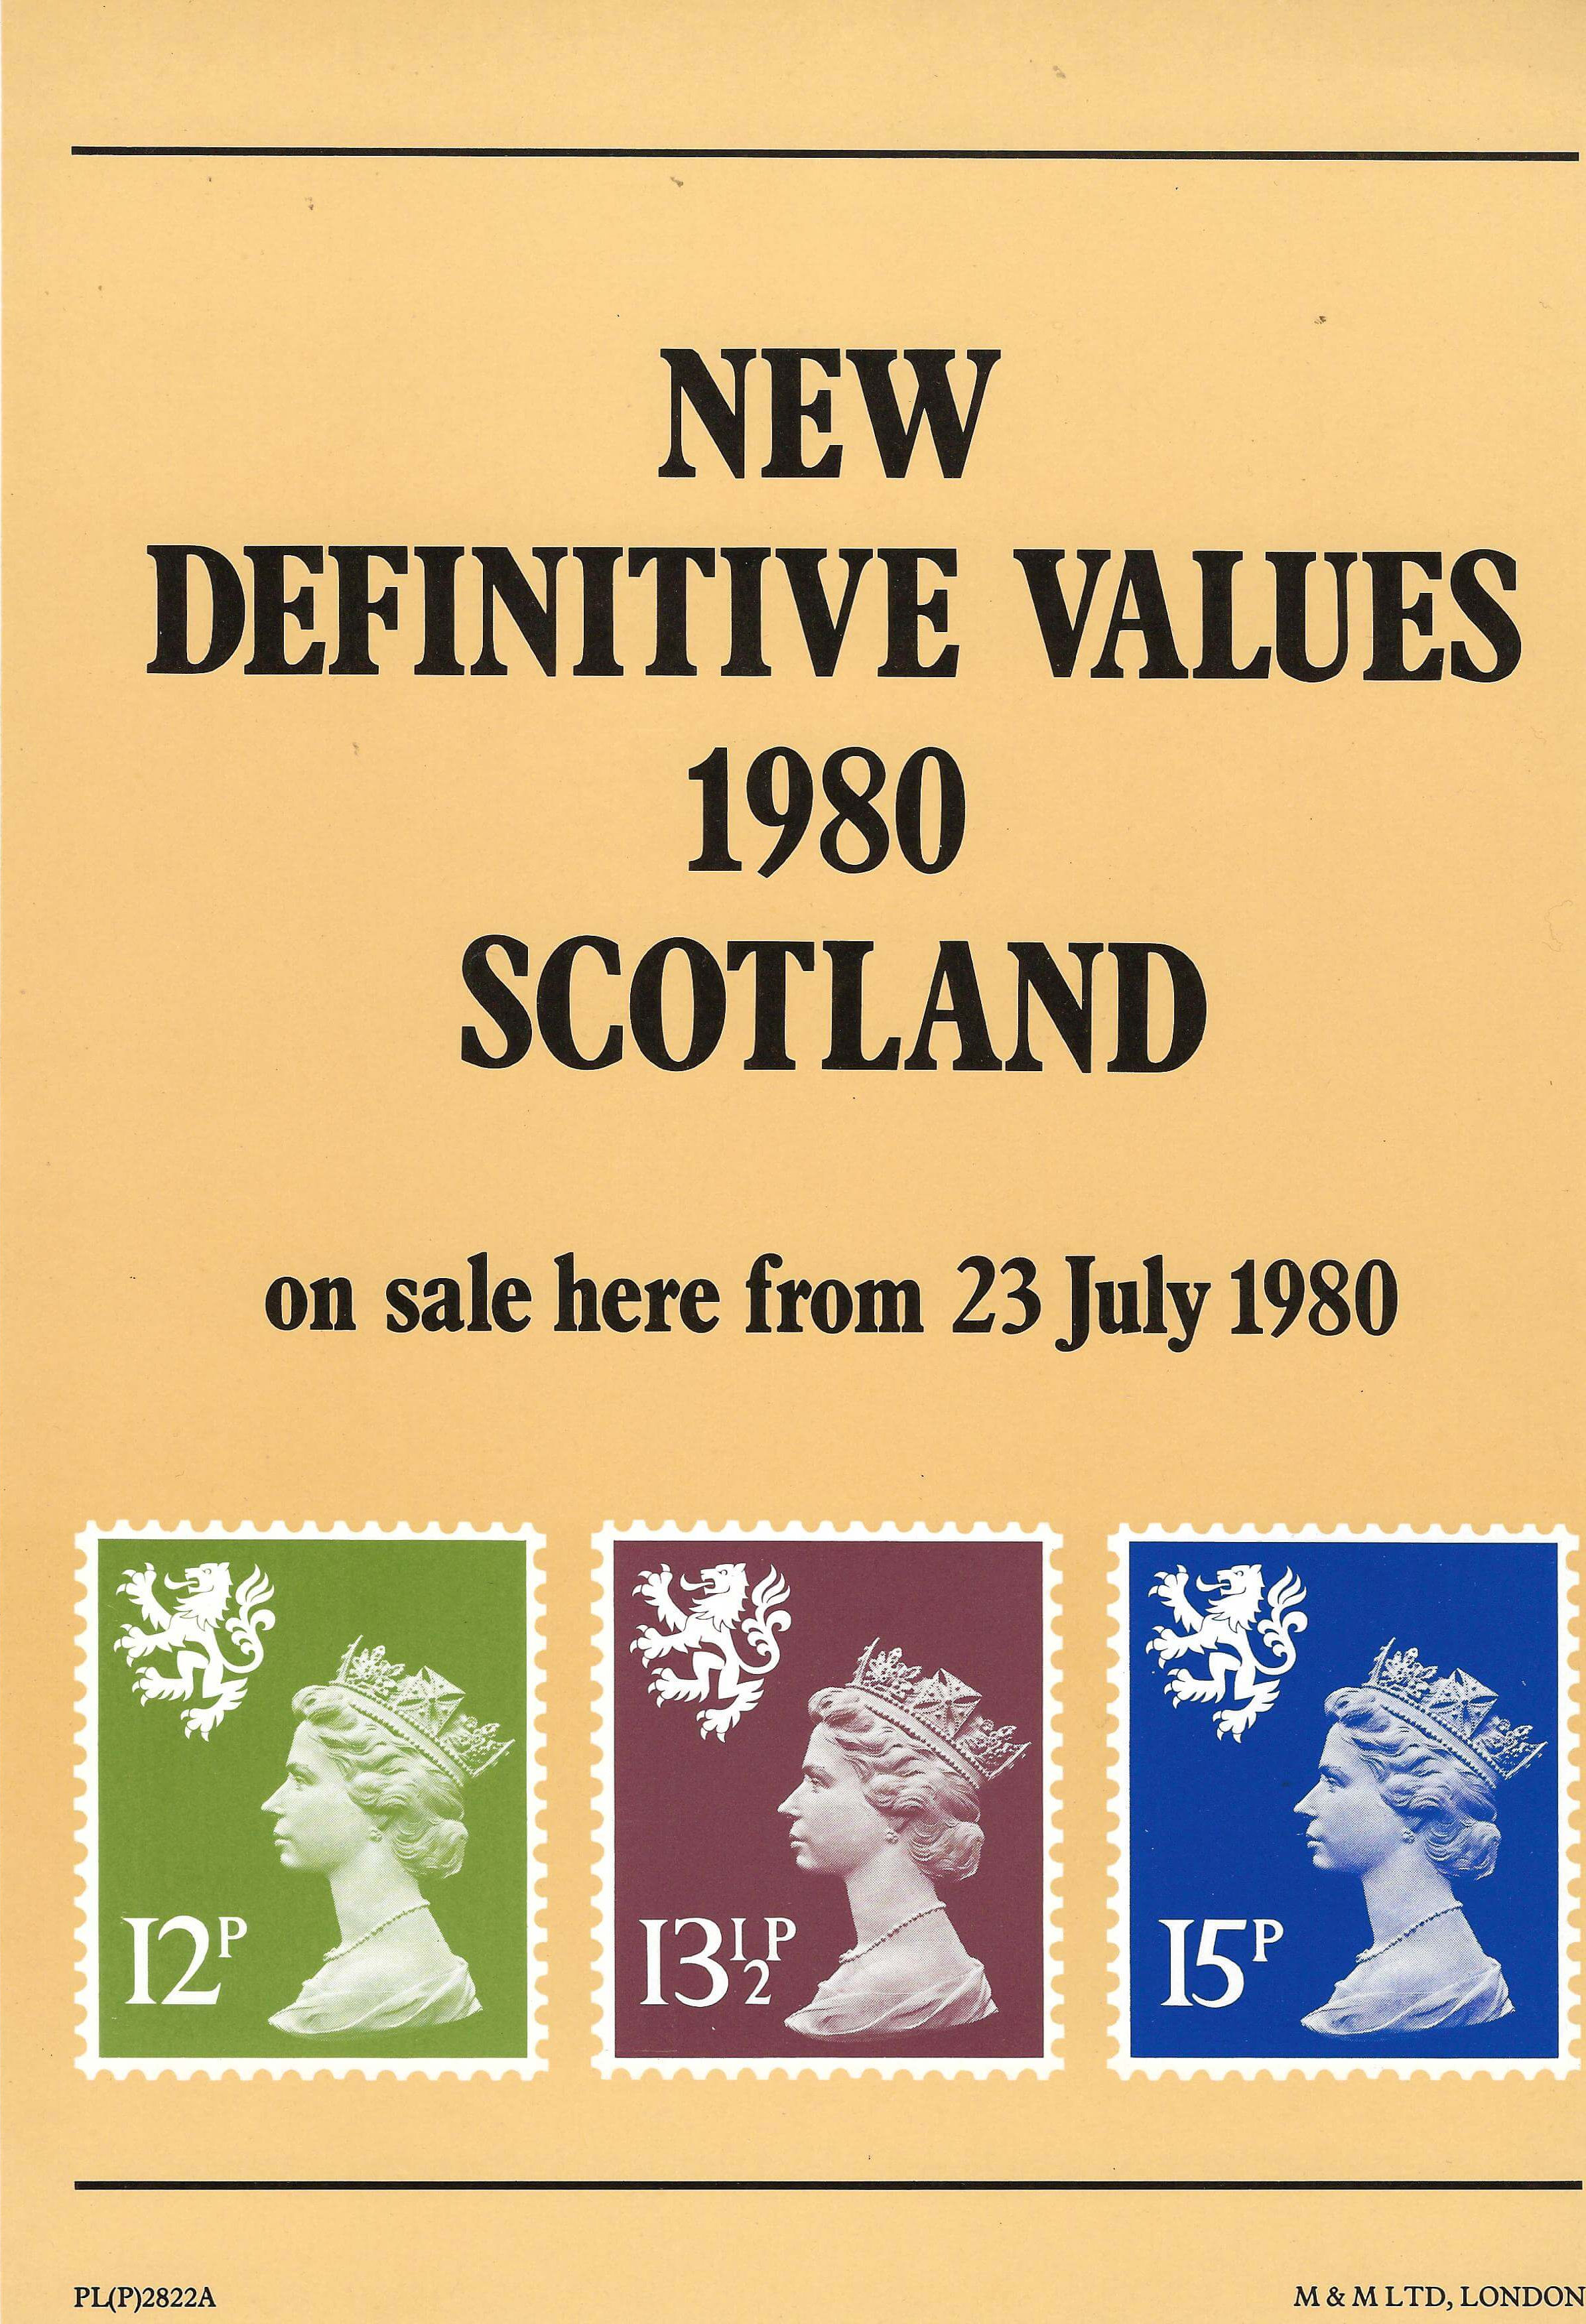 NEW
DEFINITIVE VALUES
1980
SCOTLAND
on sale here from 23 July 1980
12P
13½P
15P
PL(P)2822A
M & M LTD, LONDON